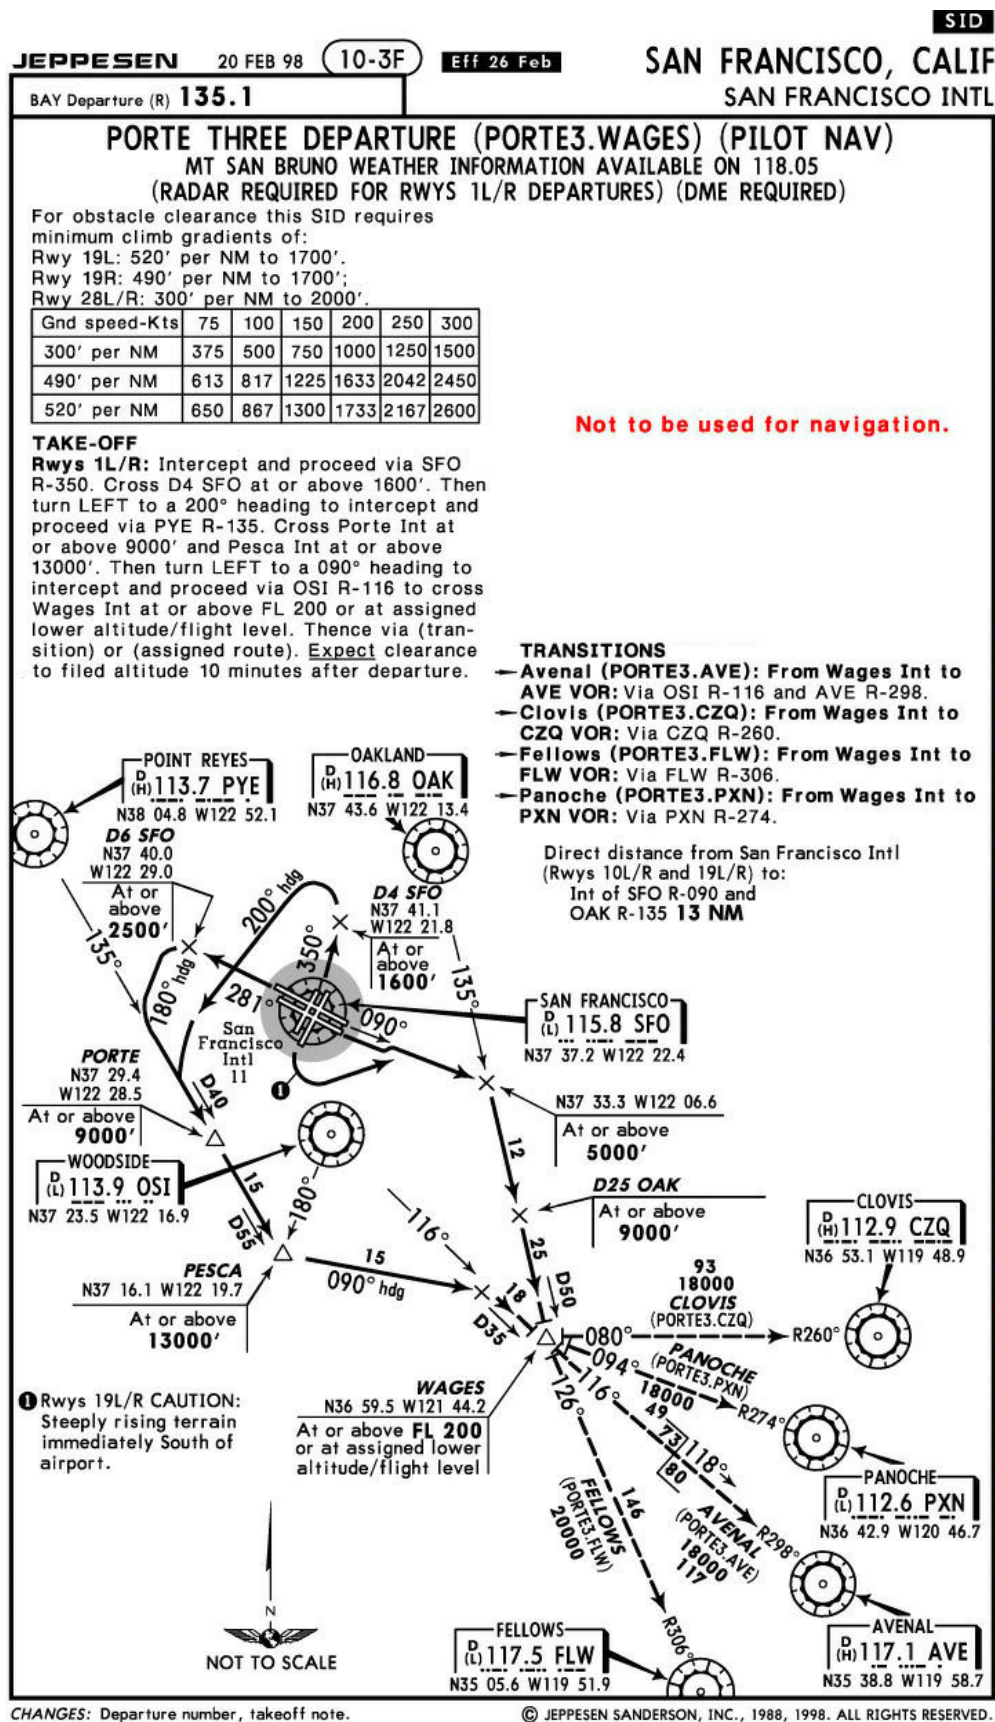 SID
JEPPESEN 20 FEB 98 10-3F Eff 26 Feb
SAN FRANCISCO, CALIF
SAN FRANCISCO INTL
BAY Departure (R) 135.1
PORTE THREE DEPARTURE (PORTE3.WAGES) (PILOT NAV)
MT SAN BRUNO WEATHER INFORMATION AVAILABLE ON 118.05
(RADAR REQUIRED FOR RWYS 1L/R DEPARTURES) (DME REQUIRED)
For obstacle clearance this SID requires
minimum climb gradients of:
Rwy 19L: 520' per NM to 1700'.
Rwy 19R: 490' per NM to 1700';
Rwy 28L/R: 300' per NM to 2000'.
Gnd speed-Kts 75 100 150 200 250 300
300' per NM 375 500 750 1000 1250 1500
490' per NM 613 817 1225 1633 2042 2450
520' per NM 650 867 1300 1733 2167 2600
Not to be used for navigation.
TAKE-OFF
Rwys 1L/R: Intercept and proceed via SFO
R-350. Cross D4 SFO at or above 1600'. Then
turn LEFT to a 200° heading to intercept and
proceed via PYE R-135. Cross Porte Int at
or above 9000' and Pesca Int at or above
13000'. Then turn LEFT to a 090° heading to
intercept and proceed via OSI R-116 to cross
Wages Int at or above FL 200 or at assigned
lower altitude/flight level. Thence via (tran-
sition) or (assigned route). Expect clearance
to filed altitude 10 minutes after departure.
TRANSITIONS
Avenal (PORTE3.AVE): From Wages Int to
AVE VOR: Via OSI R-116 and AVE R-298.
Clovis (PORTE3.CZQ): From Wages Int to
CZQ VOR: Via CZQ R-260.
Fellows (PORTE3.FLW): From Wages Int to
FLW VOR: Via FLW R-306.
Panoche (PORTE3.PXN): From Wages Int to
PXN VOR: Via PXN R-274.
Direct distance from San Francisco Intl
(Rwys 10L/R and 19L/R) to:
Int of SFO R-090 and
OAK R-135 13 NM
POINT REYES
D
(H) 113.7 PYE
N38 04.8 W122 52.1
OAKLAND
D
(H) 116.8 OAK
N37 43.6 W122 13.4
D6 SFO
N37 40.0
W122 29.0
At or
above
2500'
D4 SFO
N37 41.1
W122 21.8
At or
above
1600'
200° hdg
135°
180° hdg
281°
350°
090°
135°
San
Francisco
Intl
11
SAN FRANCISCO
D
(L) 115.8 SFO
N37 37.2 W122 22.4
PORTE
N37 29.4
W122 28.5
At or above
9000'
D40
1
N37 33.3 W122 06.6
At or above
5000'
WOODSIDE
D
(L) 113.9 OSI
N37 23.5 W122 16.9
15
D55
180°
12
D25 OAK
At or above
9000'
116°
25
D50
PESCA
N37 16.1 W122 19.7
At or above
13000'
15
090° hdg
18
D35
CLOVIS
D
(H) 112.9 CZQ
N36 53.1 W119 48.9
93
18000
CLOVIS
(PORTE3.CZQ)
080°
R260°
094°
PANOCHE
(PORTE3.PXN)
18000
49
R274°
WAGES
N36 59.5 W121 44.2
At or above FL 200
or at assigned lower
altitude/flight level
126°
116°
73
118°
80
PANOCHE
D
(L) 112.6 PXN
N36 42.9 W120 46.7
1 Rwys 19L/R CAUTION:
Steeply rising terrain
immediately South of
airport.
146
FELLOWS
(PORTE3.FLW)
20000
AVENAL
(PORTE3.AVE)
18000
117
R298°
R306°
N
NOT TO SCALE
FELLOWS
D
(L) 117.5 FLW
N35 05.6 W119 51.9
AVENAL
D
(H) 117.1 AVE
N35 38.8 W119 58.7
CHANGES: Departure number, takeoff note.
© JEPPESEN SANDERSON, INC., 1988, 1998. ALL RIGHTS RESERVED.